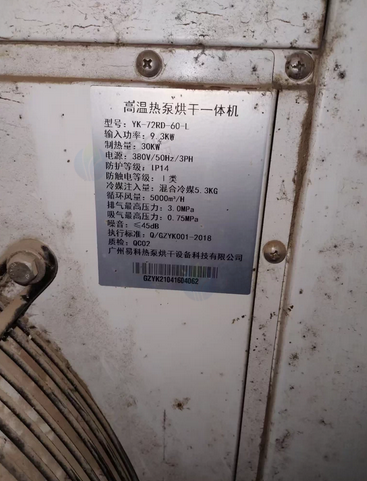 高温热泵烘干一体机
型号: YK-72RD-60-L
输入功率: 9.3KW
制热量: 30KW
电源: 380V/50Hz/3PH
防护等级: IP14
防触电等级: Ⅰ类
冷媒注入量: 混合冷媒5.3KG
循环风量: 5000m³/H
排气最高压力: 3.0MPa
吸气最高压力: 0.75MPa
噪音: ≤45dB
执行标准: Q/GZYK001-2018
质检: QC02
广州易科热泵烘干设备科技有限公司
GZYK21041604062